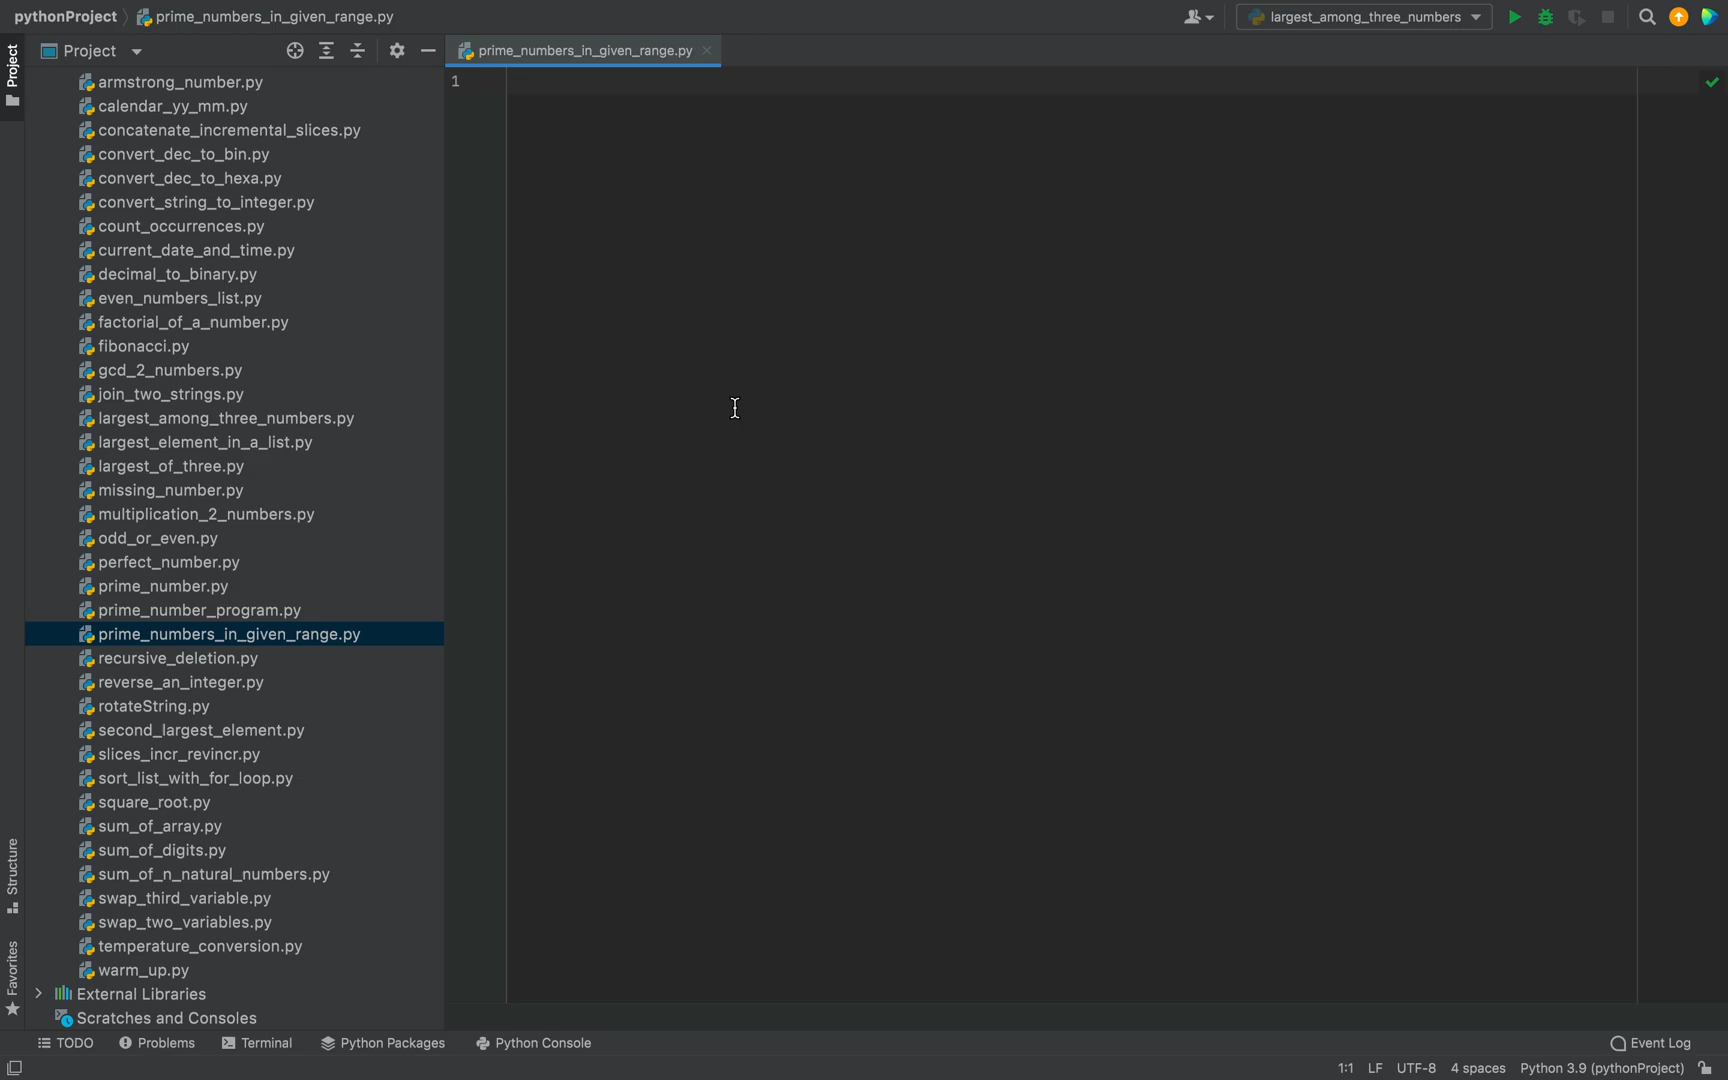 pythonProject
prime_numbers_in_given_range.py
largest_among_three_numbers
Project
Project
prime_numbers_in_given_range.py
1
armstrong_number.py
calendar_yy_mm.py
concatenate_incremental_slices.py
convert_dec_to_bin.py
convert_dec_to_hexa.py
convert_string_to_integer.py
count_occurrences.py
current_date_and_time.py
decimal_to_binary.py
even_numbers_list.py
factorial_of_a_number.py
fibonacci.py
gcd_2_numbers.py
join_two_strings.py
largest_among_three_numbers.py
largest_element_in_a_list.py
largest_of_three.py
missing_number.py
multiplication_2_numbers.py
odd_or_even.py
perfect_number.py
prime_number.py
prime_number_program.py
prime_numbers_in_given_range.py
recursive_deletion.py
reverse_an_integer.py
rotateString.py
second_largest_element.py
slices_incr_revincr.py
sort_list_with_for_loop.py
square_root.py
sum_of_array.py
sum_of_digits.py
sum_of_n_natural_numbers.py
swap_third_variable.py
swap_two_variables.py
temperature_conversion.py
warm_up.py
External Libraries
Scratches and Consoles
Structure
Favorites
TODO
Problems
Terminal
Python Packages
Python Console
Event Log
1:1 LF UTF-8 4 spaces Python 3.9 (pythonProject)